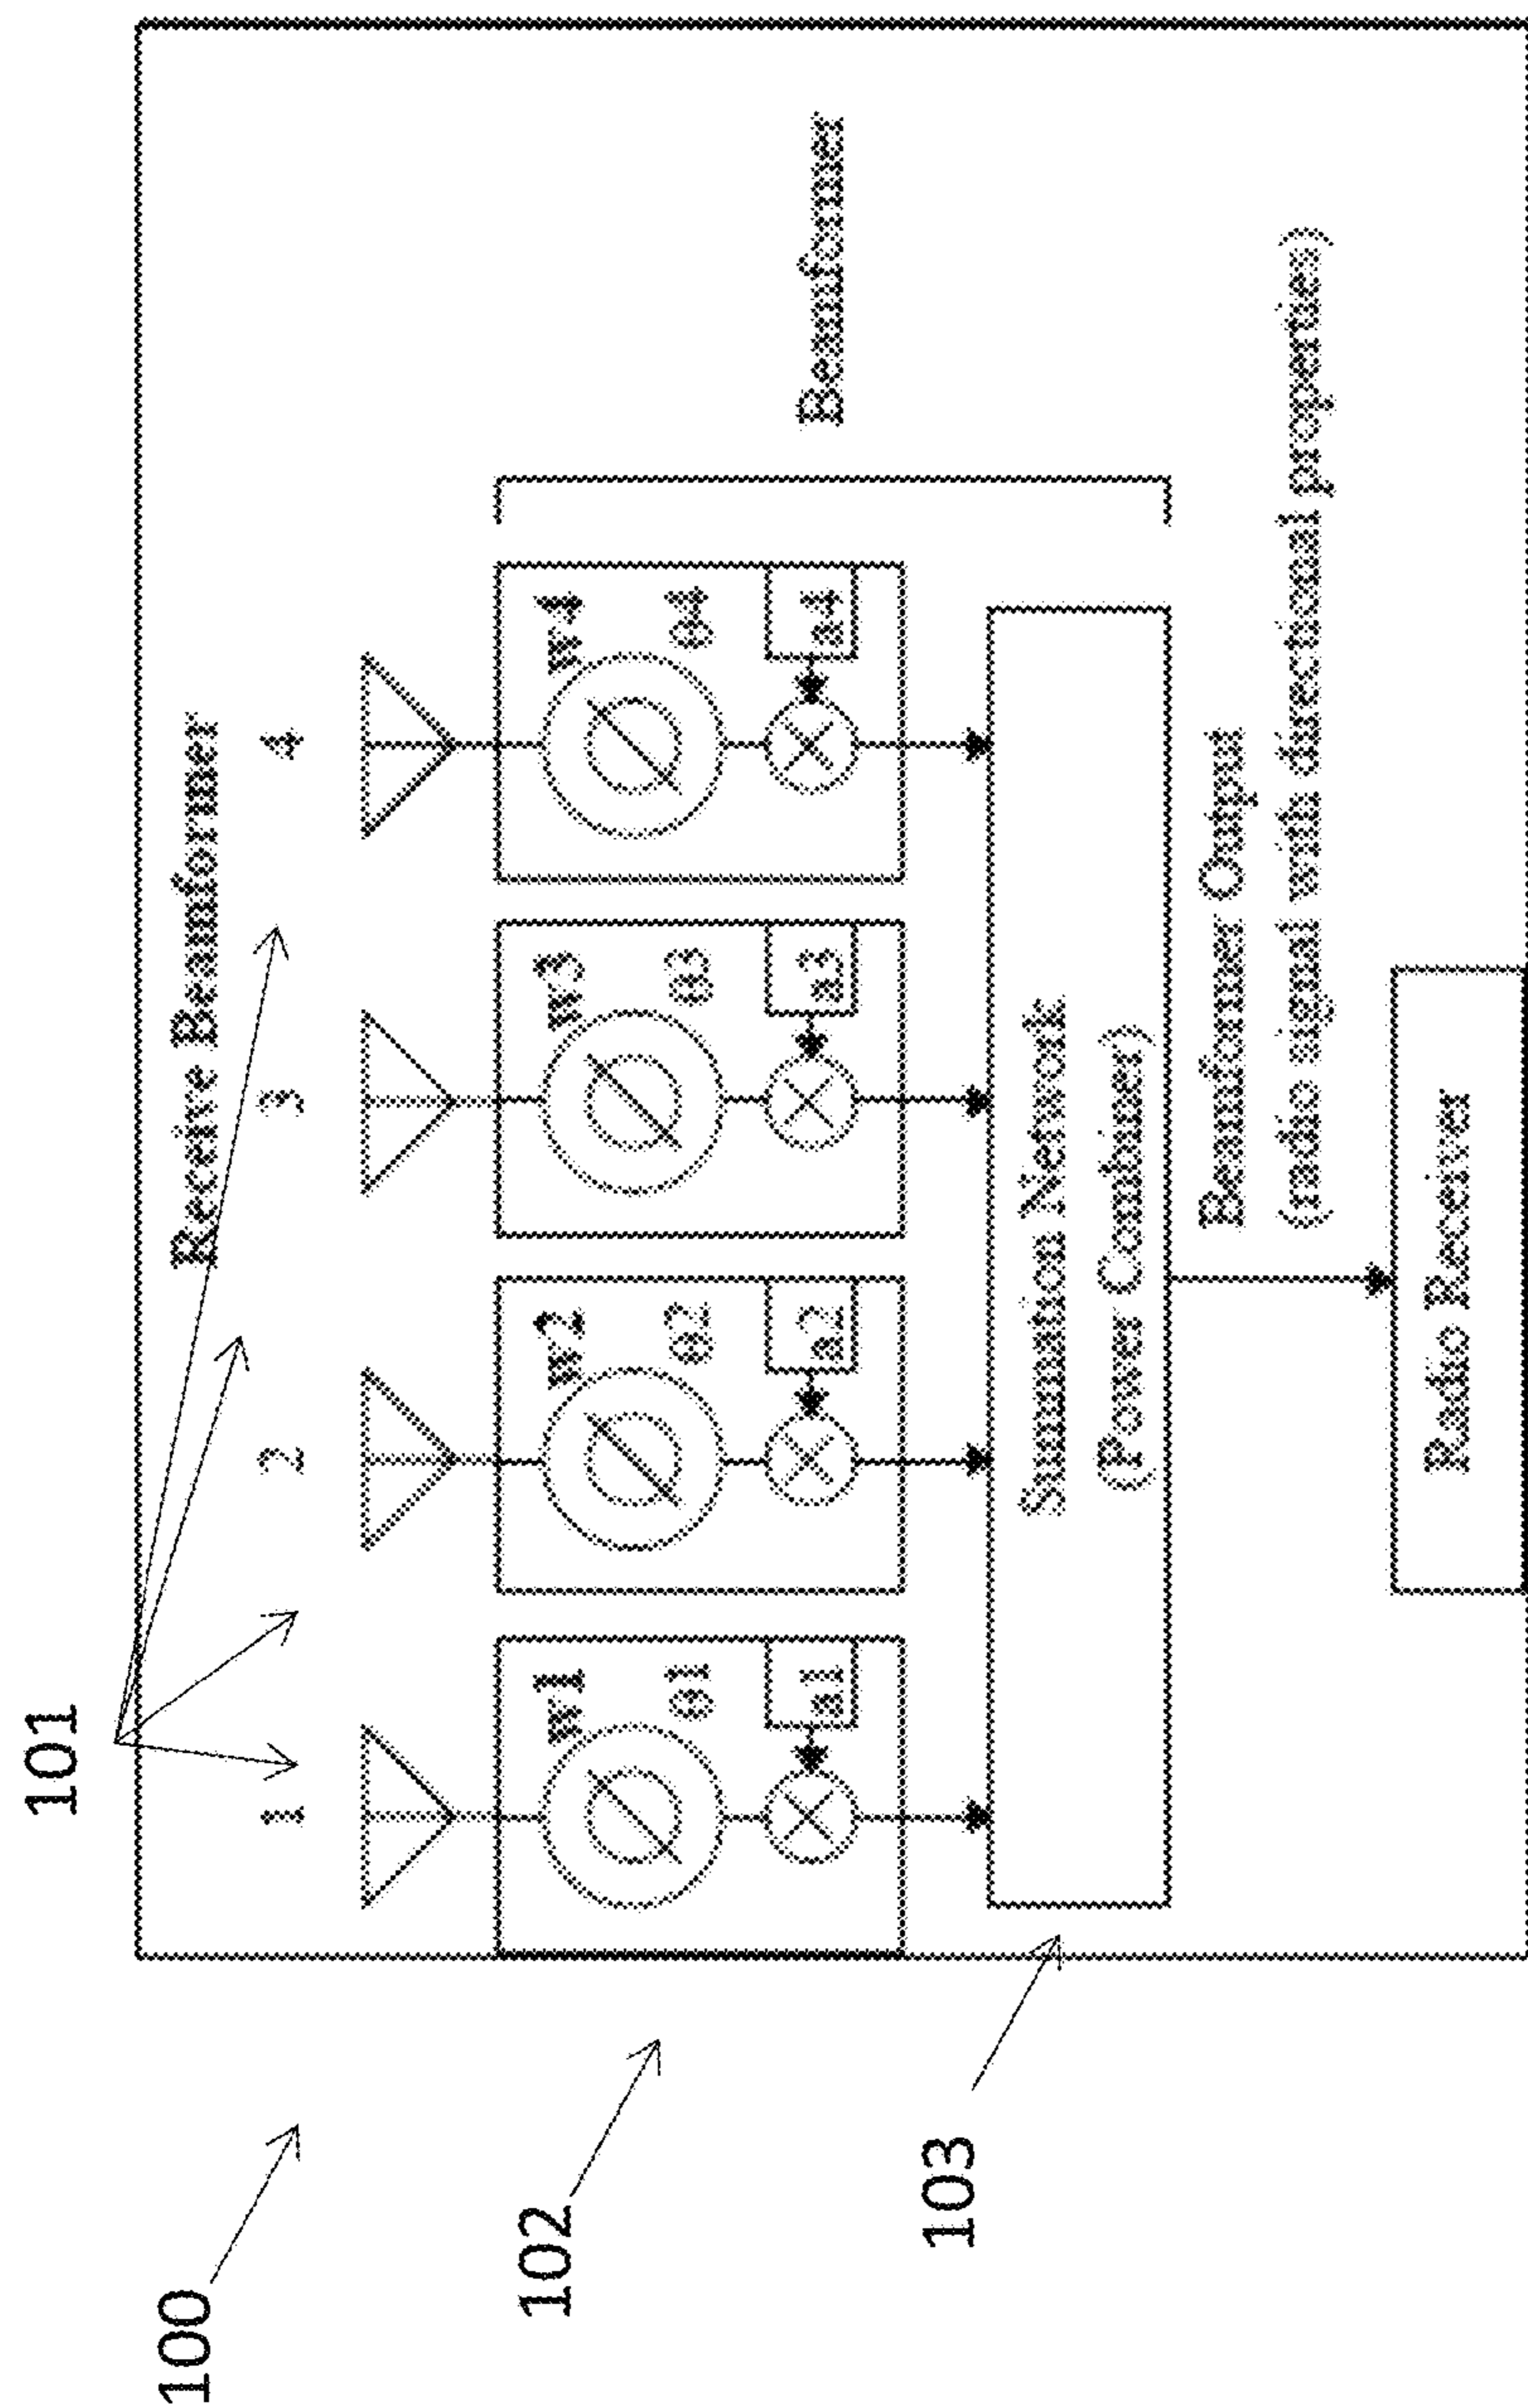 101
100
Receive Beamformer
1 2 3 4
102
w1 w2 w3 w4
θ1 θ2 θ3 θ4
a1 a2 a3 a4
Beamformer
103
Summation Network
(Power Combiner)
Beamformer Output
(radio signal with directional properties)
Radio Receiver